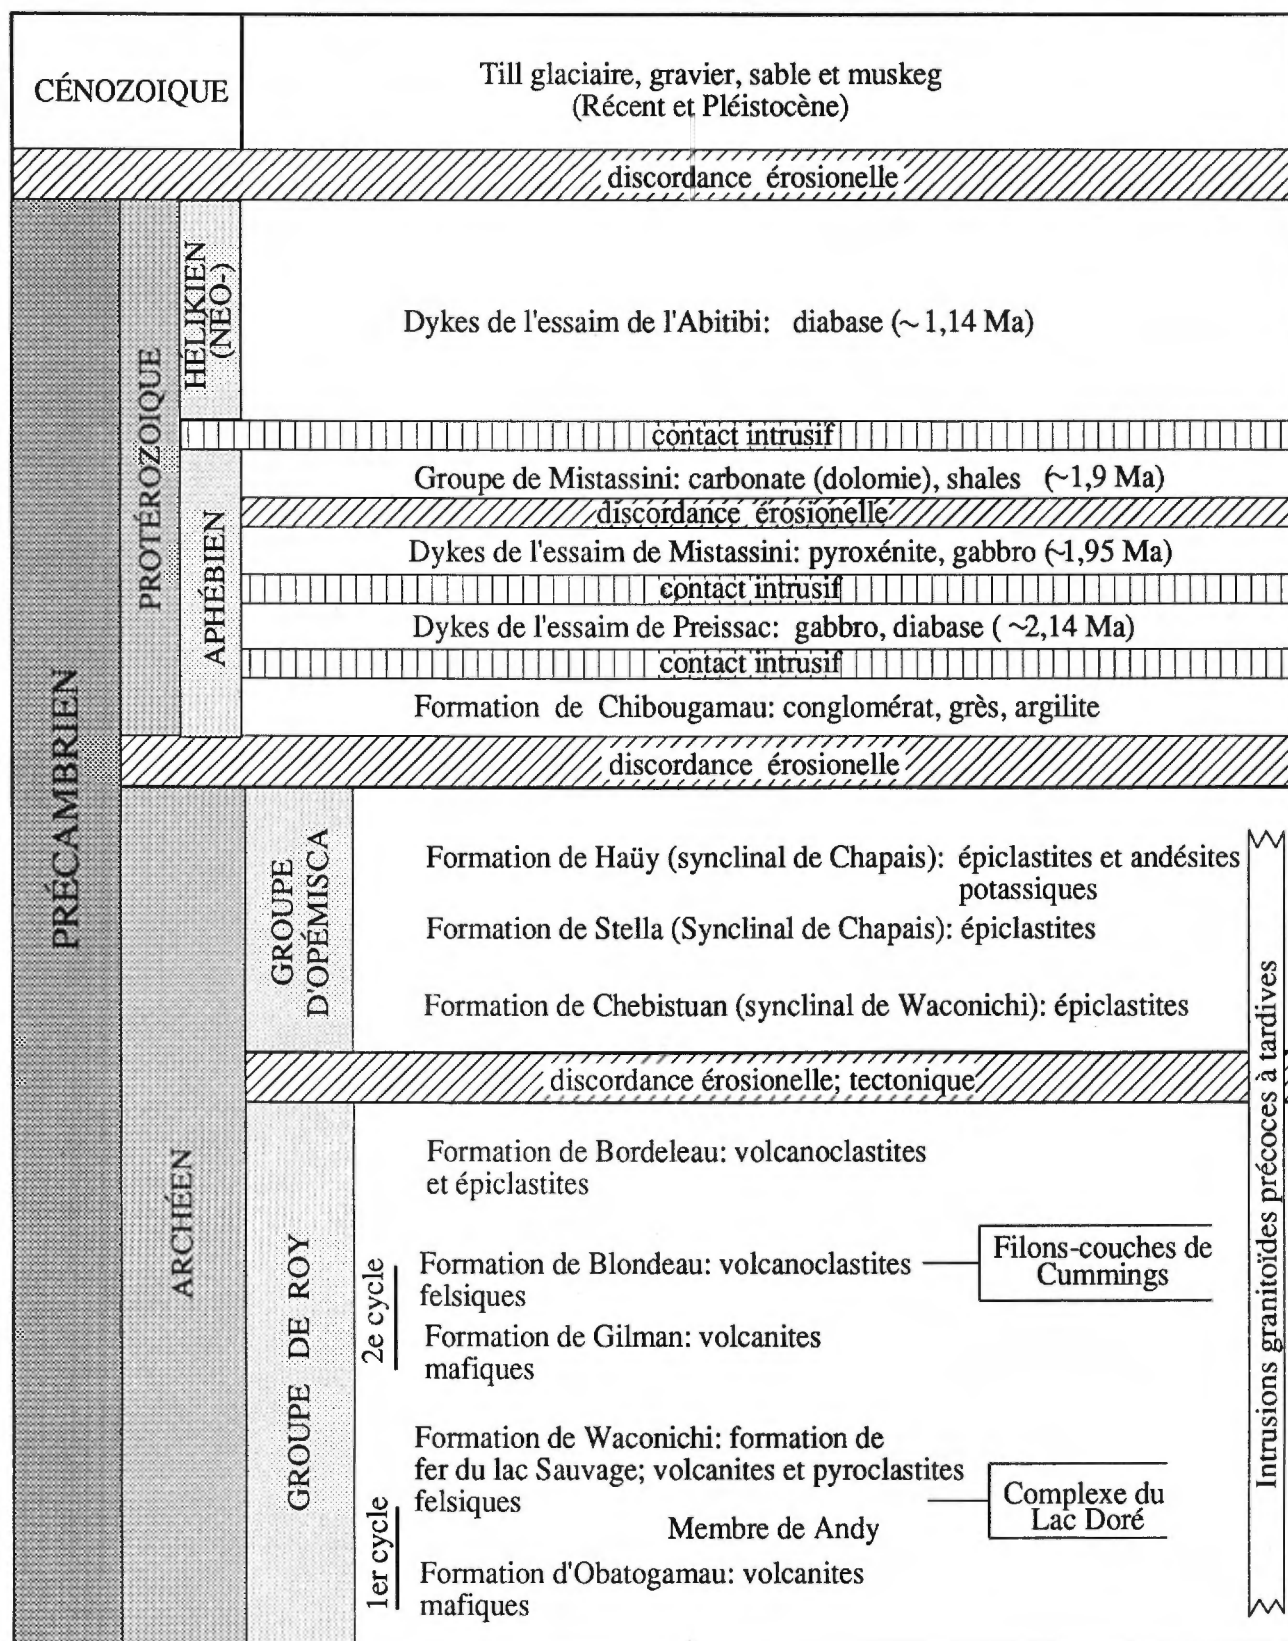 CÉNOZOIQUE
Till glaciaire, gravier, sable et muskeg
(Récent et Pléistocène)
discordance érosionelle
PRÉCAMBRIEN
PROTÉROZOIQUE
HÉLIKIEN
(NEO-)
Dykes de l'essaim de l'Abitibi: diabase (~ 1,14 Ma)
contact intrusif
APHÉBIEN
Groupe de Mistassini: carbonate (dolomie), shales (~1,9 Ma)
discordance érosionelle
Dykes de l'essaim de Mistassini: pyroxénite, gabbro (~1,95 Ma)
contact intrusif
Dykes de l'essaim de Preissac: gabbro, diabase ( ~2,14 Ma)
contact intrusif
Formation de Chibougamau: conglomérat, grès, argilite
discordance érosionelle
ARCHÉEN
GROUPE
D'OPÉMISCA
Formation de Haüy (synclinal de Chapais): épiclastites et andésites
potassiques
Formation de Stella (Synclinal de Chapais): épiclastites
Formation de Chebistuan (synclinal de Waconichi): épiclastites
discordance érosionelle; tectonique
GROUPE DE ROY
Formation de Bordeleau: volcanoclastites
et épiclastites
2e cycle
Formation de Blondeau: volcanoclastites
felsiques
Filons-couches de
Cummings
Formation de Gilman: volcanites
mafiques
1er cycle
Formation de Waconichi: formation de
fer du lac Sauvage; volcanites et pyroclastites
felsiques
Complexe du
Lac Doré
Membre de Andy
Formation d'Obatogamau: volcanites
mafiques
Intrusions granitoïdes précoces à tardives